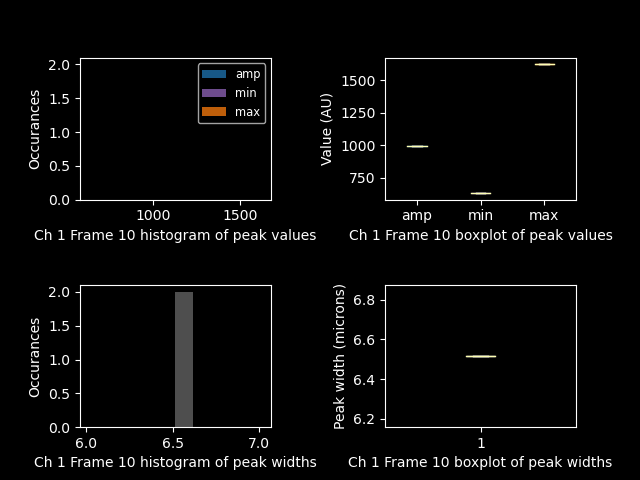 2.0
1.5
1.0
0.5
0.0
Occurances
amp
min
max
1000 1500
Ch 1 Frame 10 histogram of peak values
1500
1250
1000
750
Value (AU)
amp min max
Ch 1 Frame 10 boxplot of peak values
2.0
1.5
1.0
0.5
0.0
Occurances
6.0 6.5 7.0
Ch 1 Frame 10 histogram of peak widths
6.8
6.6
6.4
6.2
Peak width (microns)
1
Ch 1 Frame 10 boxplot of peak widths